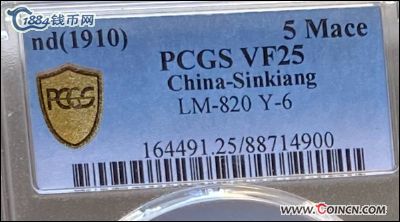 1884钱币网
nd(1910)
5 Mace
PCGS VF25
China-Sinkiang
LM-820 Y-6
PCGS
164491.25/88714900
www.COINCN.COM